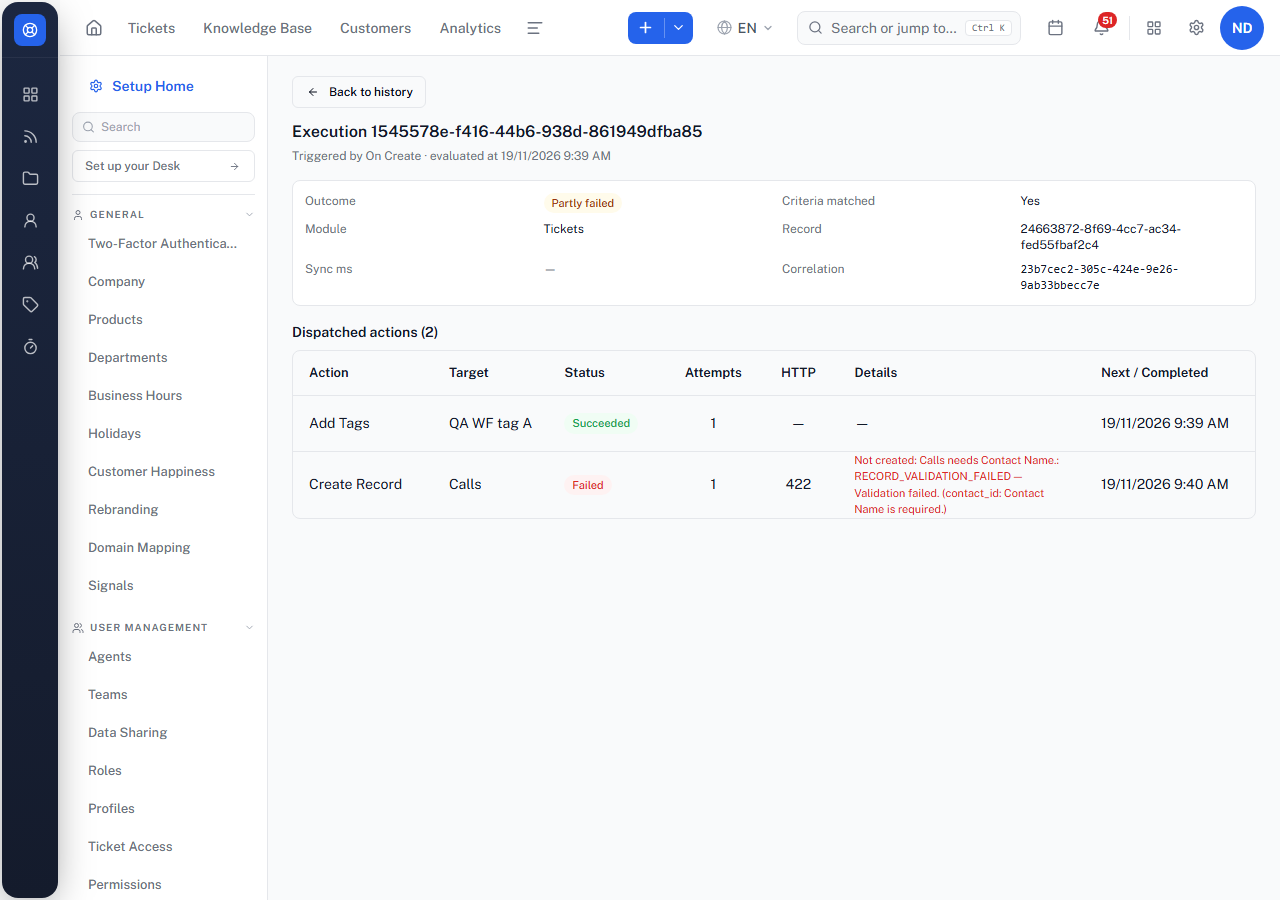 Tickets
Knowledge Base
Customers
Analytics
EN
Search or jump to...
Ctrl K
51
ND
Setup Home
Search
Set up your Desk
GENERAL
Two-Factor Authentica...
Company
Products
Departments
Business Hours
Holidays
Customer Happiness
Rebranding
Domain Mapping
Signals
USER MANAGEMENT
Agents
Teams
Data Sharing
Roles
Profiles
Ticket Access
Permissions
Back to history
Execution 1545578e-f416-44b6-938d-861949dfba85
Triggered by On Create · evaluated at 19/11/2026 9:39 AM
Outcome Partly failed Criteria matched Yes
Module Tickets Record 24663872-8f69-4cc7-ac34-
fed55fbaf2c4
Sync ms — Correlation 23b7cec2-305c-424e-9e26-
9ab33bbecc7e
Dispatched actions (2)
Action Target Status Attempts HTTP Details Next / Completed
Add Tags QA WF tag A Succeeded 1 — — 19/11/2026 9:39 AM
Create Record Calls Failed 1 422 Not created: Calls needs Contact Name.:
RECORD_VALIDATION_FAILED —
Validation failed. (contact_id: Contact
Name is required.)
19/11/2026 9:40 AM